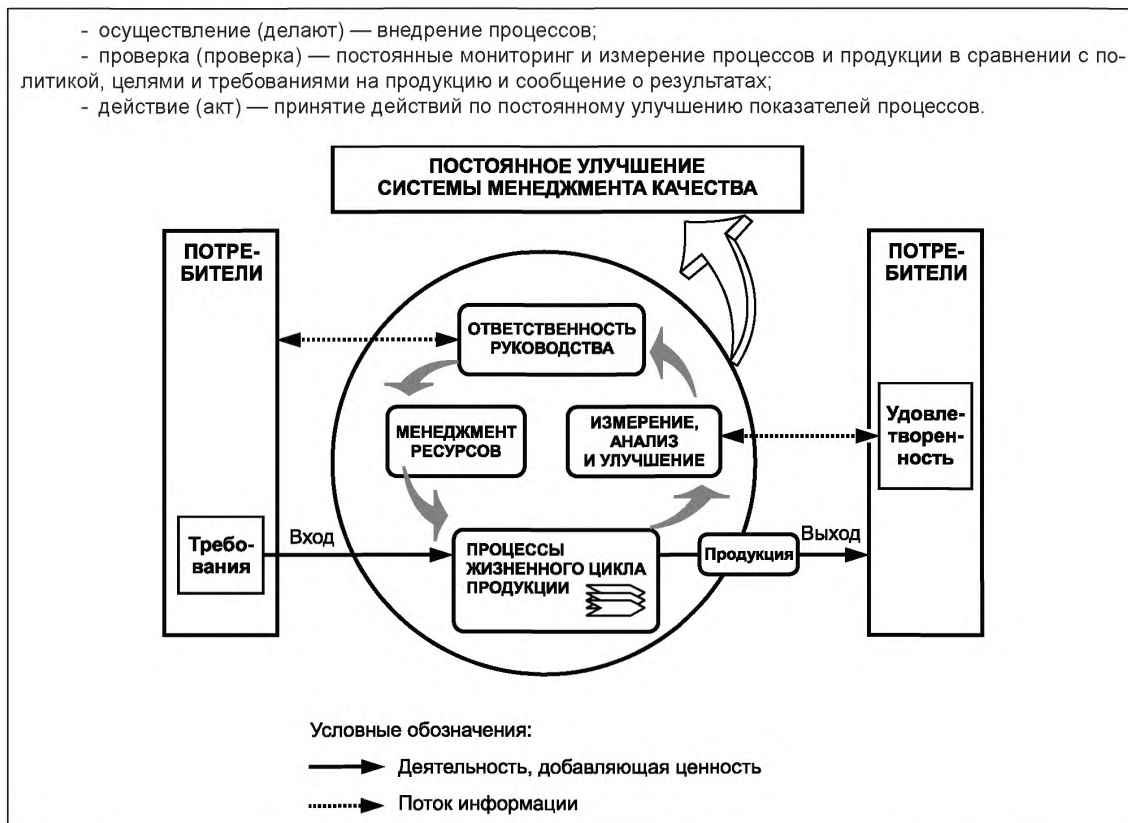 - осуществление (делают) — внедрение процессов;
- проверка (проверка) — постоянные мониторинг и измерение процессов и продукции в сравнении с по-
литикой, целями и требованиями на продукцию и сообщение о результатах;
- действие (акт) — принятие действий по постоянному улучшению показателей процессов.
ПОСТОЯННОЕ УЛУЧШЕНИЕ
СИСТЕМЫ МЕНЕДЖМЕНТА КАЧЕСТВА
ПОТРЕ-
БИТЕЛИ
ПОТРЕ-
БИТЕЛИ
ОТВЕТСТВЕННОСТЬ
РУКОВОДСТВА
МЕНЕДЖМЕНТ
РЕСУРСОВ
ИЗМЕРЕНИЕ,
АНАЛИЗ
И УЛУЧШЕНИЕ
Удовле-
творен-
ность
Требо-
вания
Вход
ПРОЦЕССЫ
ЖИЗНЕННОГО ЦИКЛА
ПРОДУКЦИИ
Продукция
Выход
Условные обозначения:
Деятельность, добавляющая ценность
Поток информации